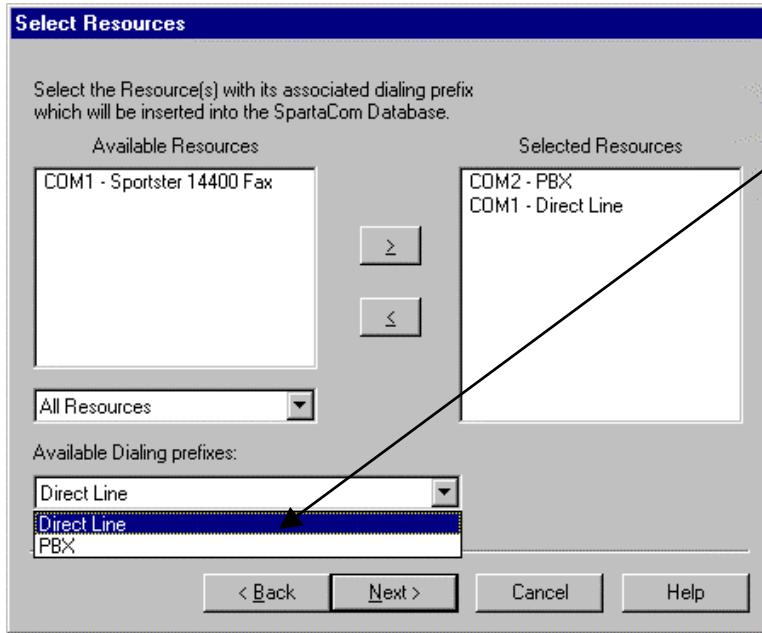 Select Resources
Select the Resource(s) with its associated dialing prefix
which will be inserted into the SpartaCom Database.
Available Resources
COM1 - Sportster 14400 Fax
>
<
Selected Resources
COM2 - PBX
COM1 - Direct Line
All Resources
Available Dialing prefixes:
Direct Line
Direct Line
PBX
< Back
Next >
Cancel
Help